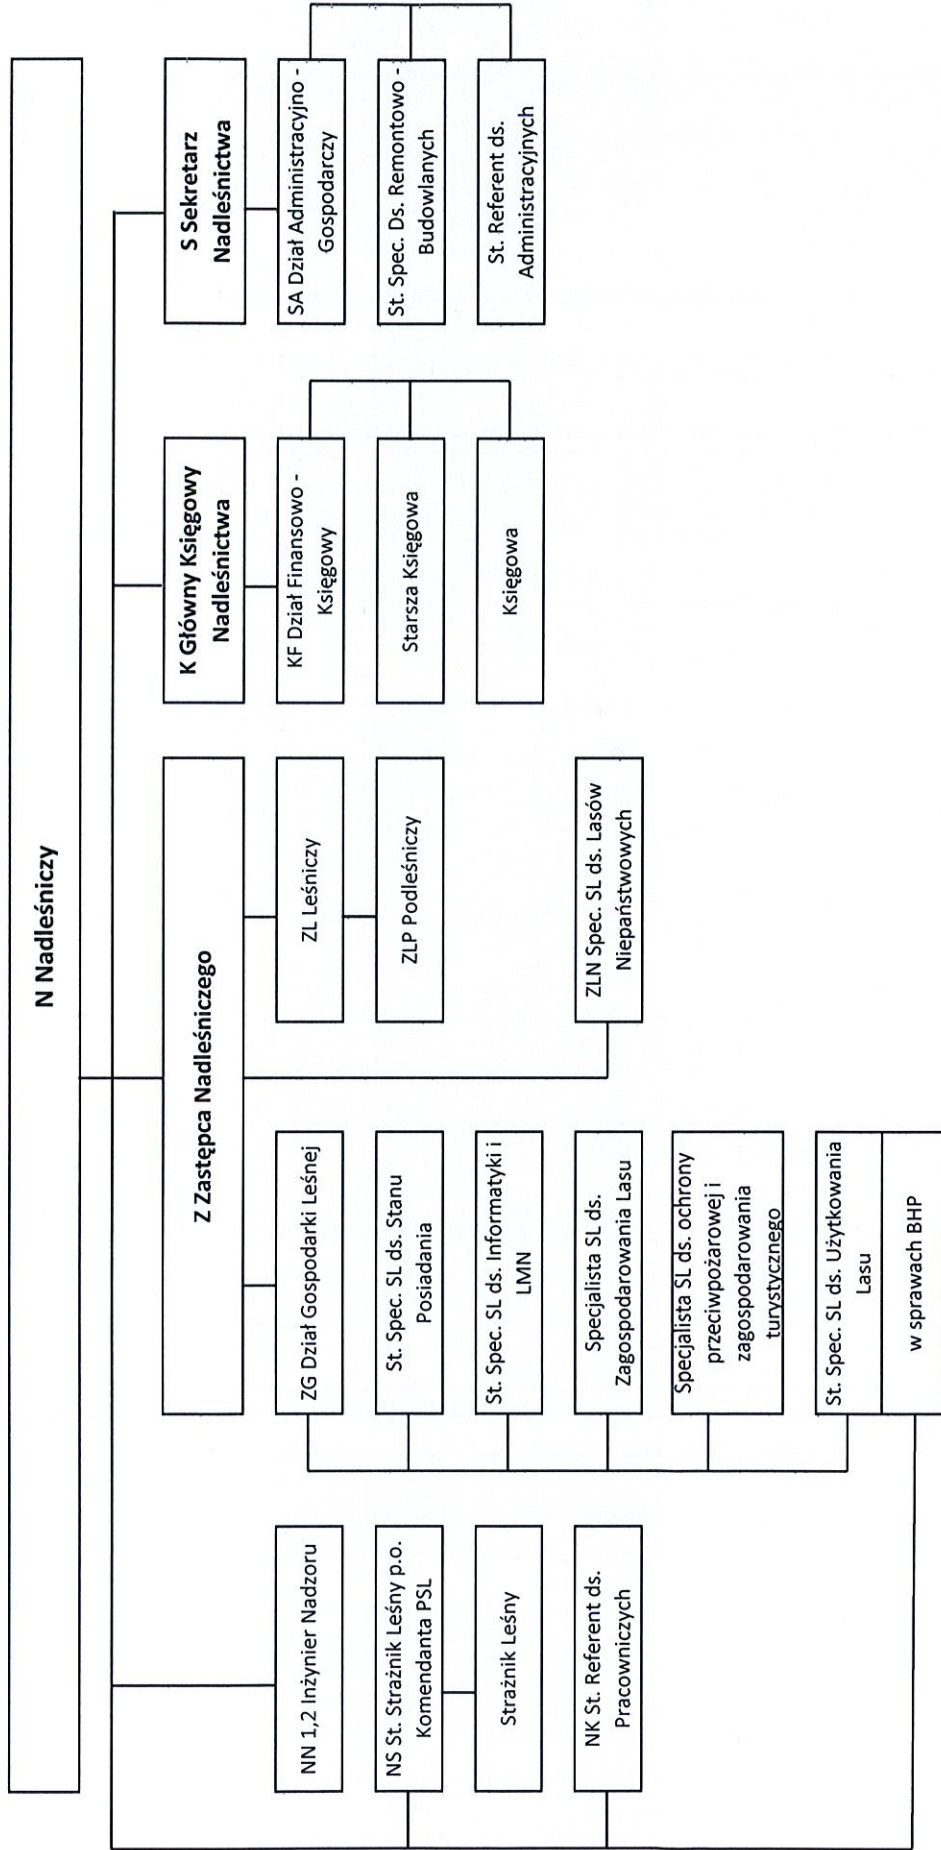 N Nadleśniczy
NN 1,2 Inżynier Nadzoru
NS St. Strażnik Leśny p.o.
Komendanta PSL
Strażnik Leśny
NK St. Referent ds.
Pracowniczych
Z Zastępca Nadleśniczego
ZG Dział Gospodarki Leśnej
St. Spec. SL ds. Stanu
Posiadania
St. Spec. SL ds. Informatyki i
LMN
Specjalista SL ds.
Zagospodarowania Lasu
Specjalista SL ds. ochrony
przeciwpożarowej i
zagospodarowania
turystycznego
St. Spec. SL ds. Użytkowania
Lasu
w sprawach BHP
ZL Leśniczy
ZLP Podleśniczy
ZLN Spec. SL ds. Lasów
Niepaństwowych
K Główny Księgowy
Nadleśnictwa
KF Dział Finansowo -
Księgowy
Starsza Księgowa
Księgowa
S Sekretarz
Nadleśnictwa
SA Dział Administracyjno -
Gospodarczy
St. Spec. Ds. Remontowo -
Budowlanych
St. Referent ds.
Administracyjnych